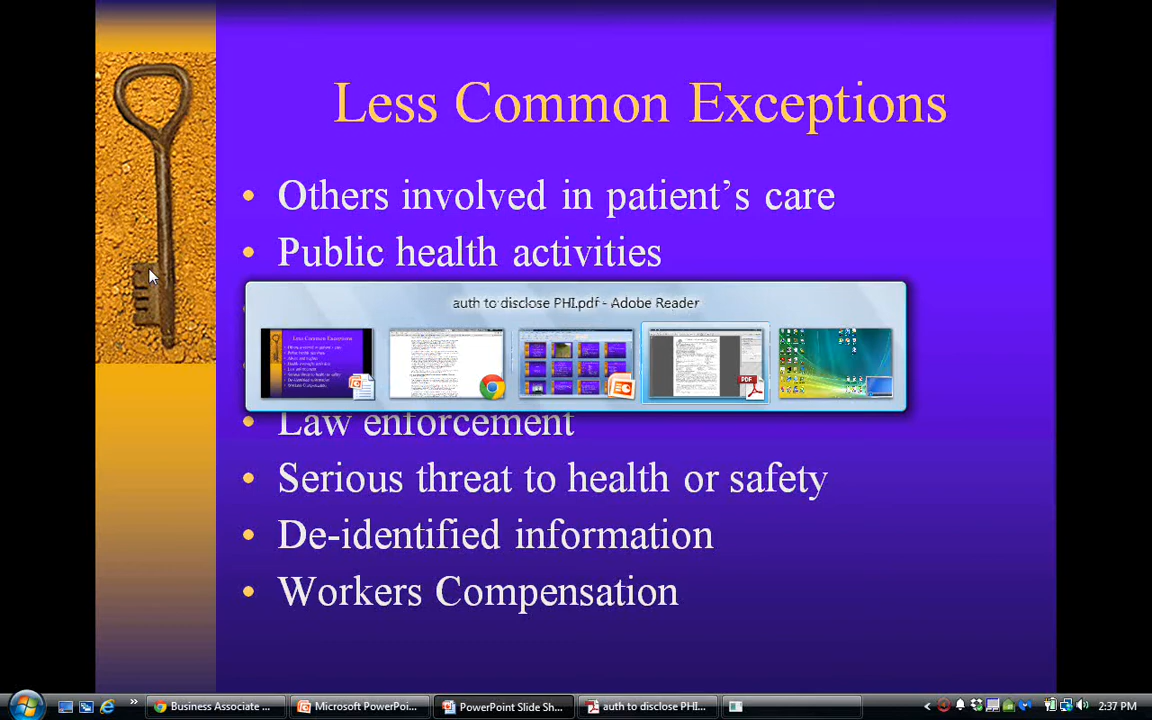 Less Common Exceptions
• Others involved in patient's care
• Public health activities
auth to disclose PHI.pdf - Adobe Reader
• Law enforcement
• Serious threat to health or safety
• De-identified information
• Workers Compensation
Business Associate ...
Microsoft PowerPoi...
PowerPoint Slide Sh...
auth to disclose PHI...
2:37 PM